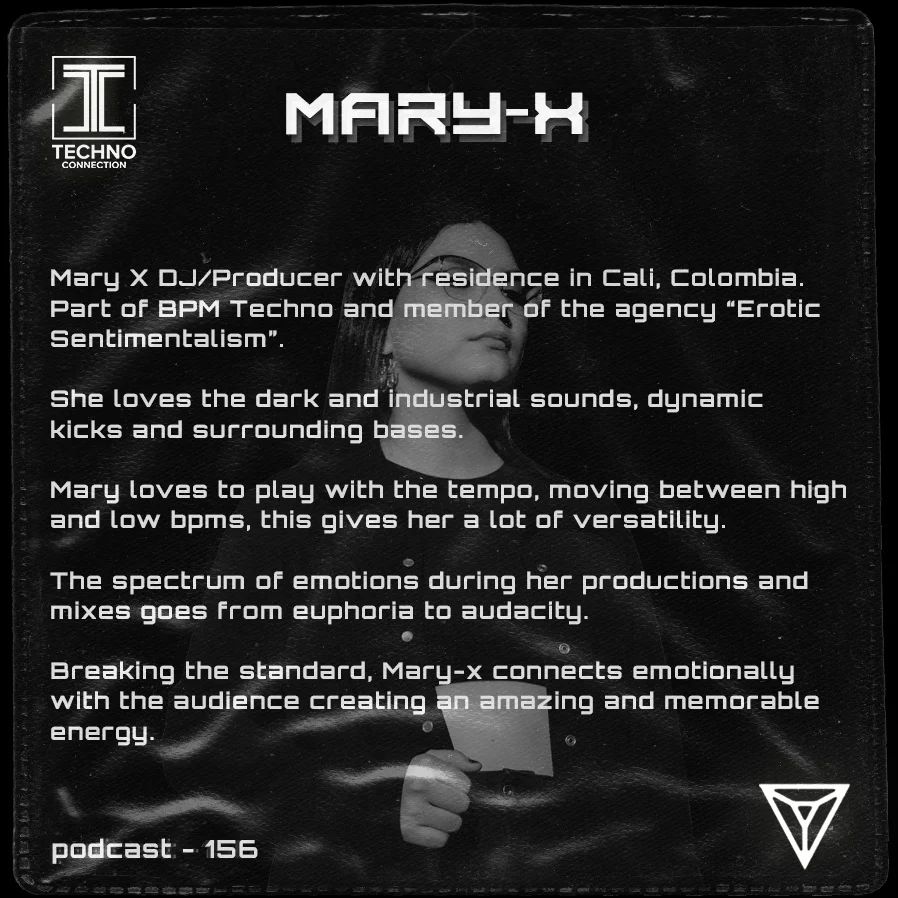 TECHNO
CONNECTION
MARY-X
Mary X DJ/Producer with residence in Cali, Colombia.
Part of BPM Techno and member of the agency “Erotic
Sentimentalism”.
She loves the dark and industrial sounds, dynamic
kicks and surrounding bases.
Mary loves to play with the tempo, moving between high
and low bpms, this gives her a lot of versatility.
The spectrum of emotions during her productions and
mixes goes from euphoria to audacity.
Breaking the standard, Mary-x connects emotionally
with the audience creating an amazing and memorable
energy.
podcast - 156